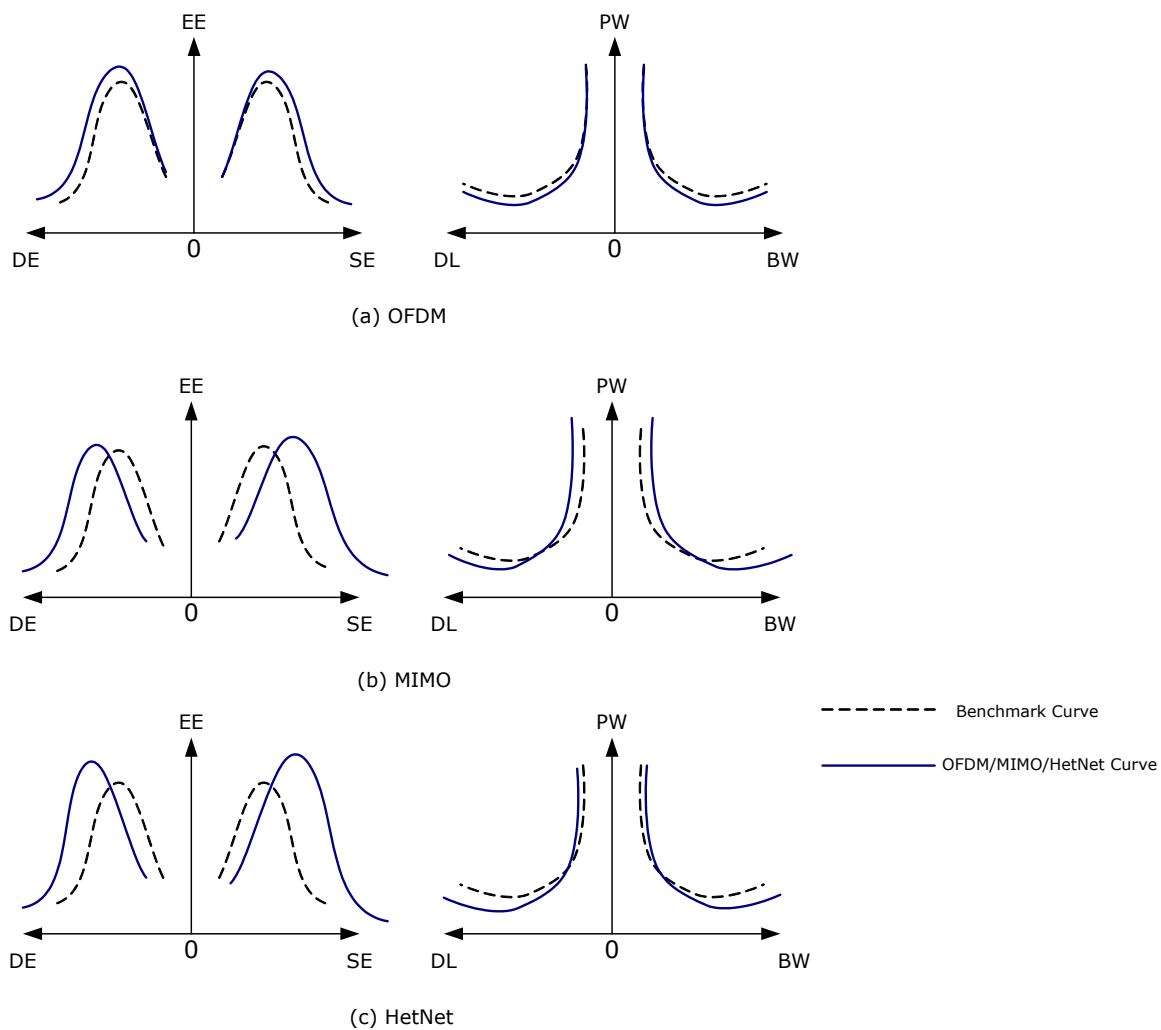 EE
PW
0
0
DE
SE
DL
BW
(a) OFDM
EE
PW
0
0
DE
SE
DL
BW
(b) MIMO
EE
PW
Benchmark Curve
OFDM/MIMO/HetNet Curve
0
0
DE
SE
DL
BW
(c) HetNet